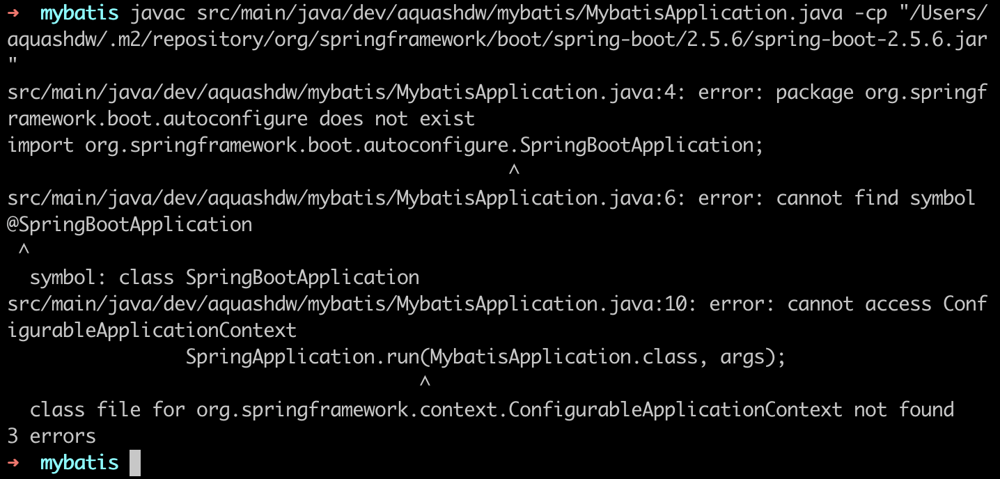 → mybatis javac src/main/java/dev/aquashdw/mybatis/MybatisApplication.java -cp "/Users/
aquashdw/.m2/repository/org/springframework/boot/spring-boot/2.5.6/spring-boot-2.5.6.jar
"
src/main/java/dev/aquashdw/mybatis/MybatisApplication.java:4: error: package org.springf
ramework.boot.autoconfigure does not exist
import org.springframework.boot.autoconfigure.SpringBootApplication;
                                             ^
src/main/java/dev/aquashdw/mybatis/MybatisApplication.java:6: error: cannot find symbol
@SpringBootApplication
 ^
  symbol: class SpringBootApplication
src/main/java/dev/aquashdw/mybatis/MybatisApplication.java:10: error: cannot access Conf
igurableApplicationContext
                SpringApplication.run(MybatisApplication.class, args);
                                     ^
  class file for org.springframework.context.ConfigurableApplicationContext not found
3 errors
→ mybatis